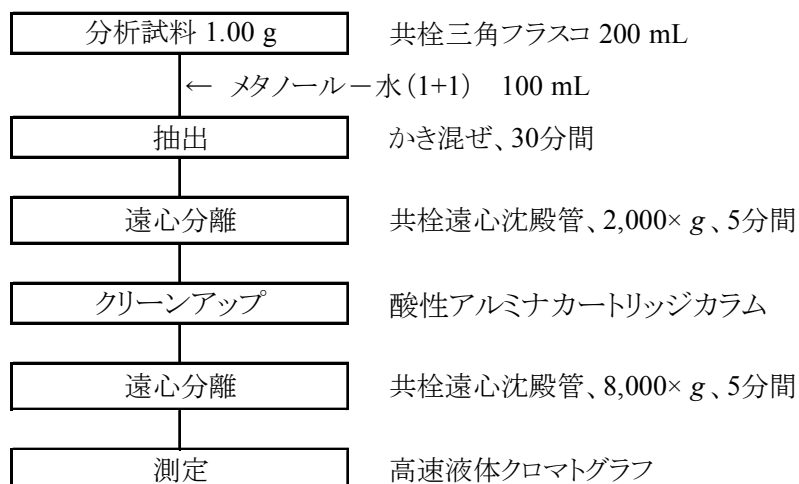 分析試料 1.00 g　共栓三角フラスコ 200 mL
← メタノール－水（1+1）　100 mL
抽出　かき混ぜ、30分間
遠心分離　共栓遠心沈殿管、2,000× g 、5分間
クリーンアップ　酸性アルミナカートリッジカラム
遠心分離　共栓遠心沈殿管、8,000× g 、5分間
測定　高速液体クロマトグラフ